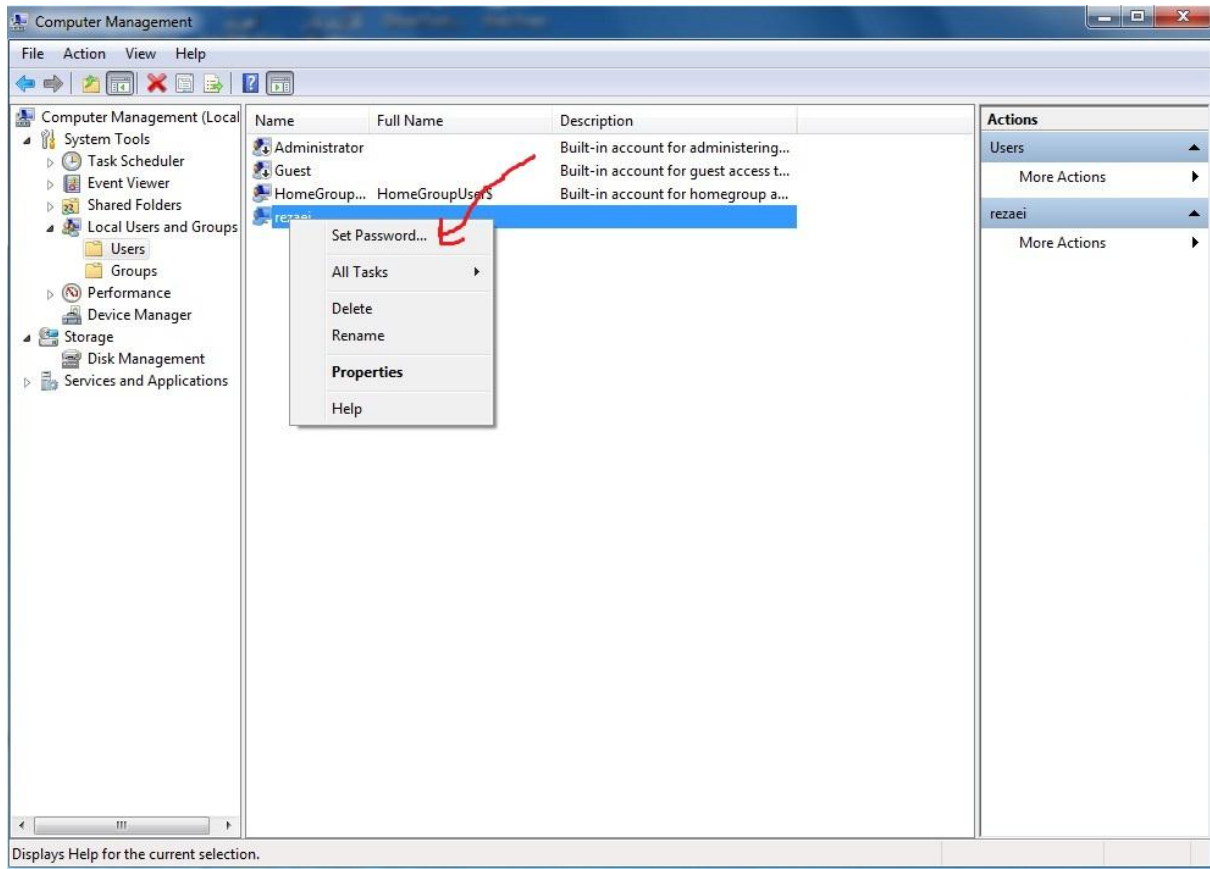 Computer Management
File Action View Help
Computer Management (Local
System Tools
Task Scheduler
Event Viewer
Shared Folders
Local Users and Groups
Users
Groups
Performance
Device Manager
Storage
Disk Management
Services and Applications
Name Full Name Description
Administrator Built-in account for administering...
Guest Built-in account for guest access t...
HomeGroup... HomeGroupUser$ Built-in account for homegroup a...
rezaei
Set Password...
All Tasks
Delete
Rename
Properties
Help
Actions
Users
More Actions
rezaei
More Actions
Displays Help for the current selection.